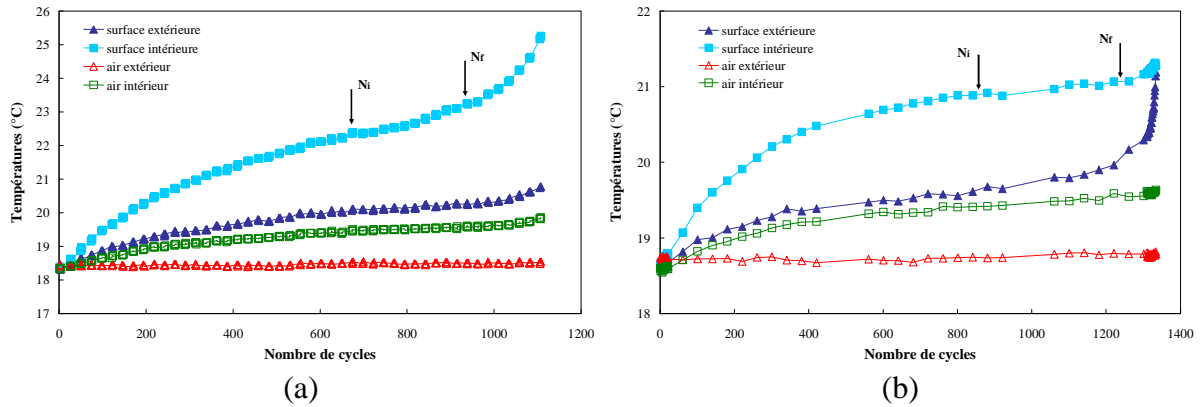 26
25
24
23
22
21
20
19
18
17
Températures (°C)
surface extérieure
surface intérieure
air extérieur
air intérieur
Ni
Nf
0 200 400 600 800 1000 1200
Nombre de cycles
(a)
22
21
20
19
18
Températures (°C)
surface extérieure
surface intérieure
air extérieur
air intérieur
Ni
Nf
0 200 400 600 800 1000 1200 1400
Nombre de cycles
(b)